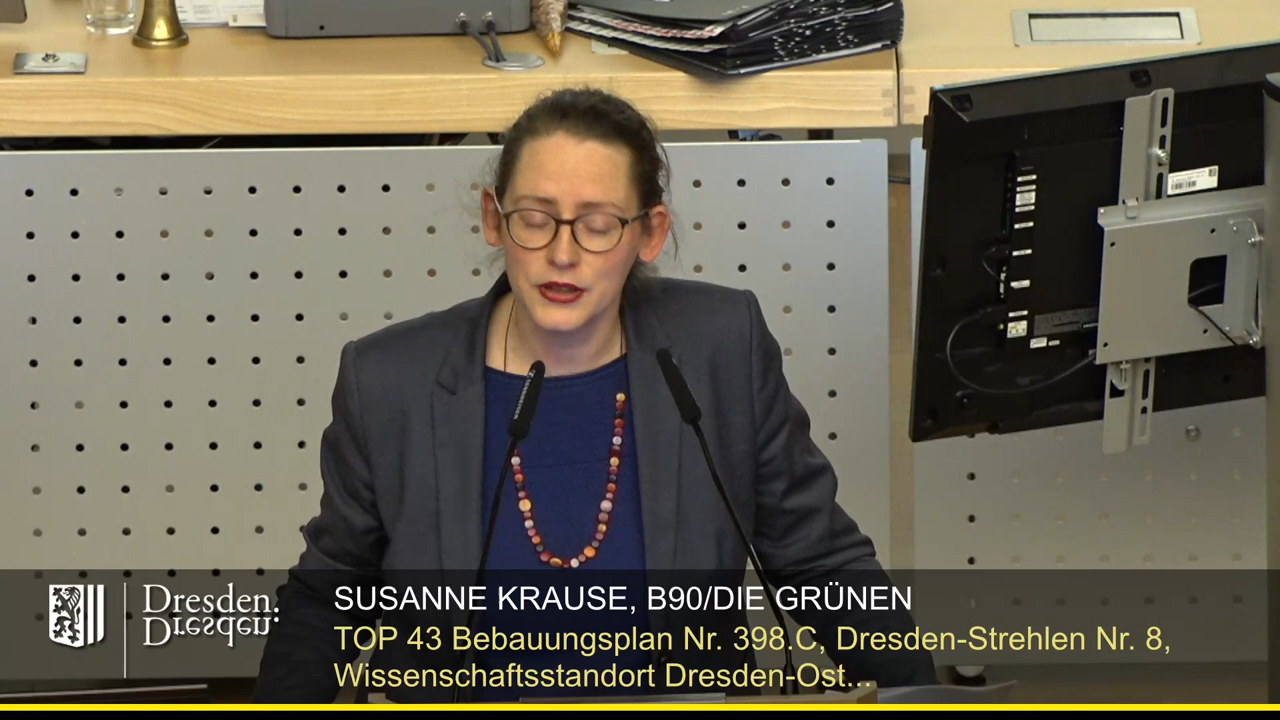 Dresden.
Dresden.
SUSANNE KRAUSE, B90/DIE GRÜNEN
TOP 43 Bebauungsplan Nr. 398.C, Dresden-Strehlen Nr. 8,
Wissenschaftsstandort Dresden-Ost...